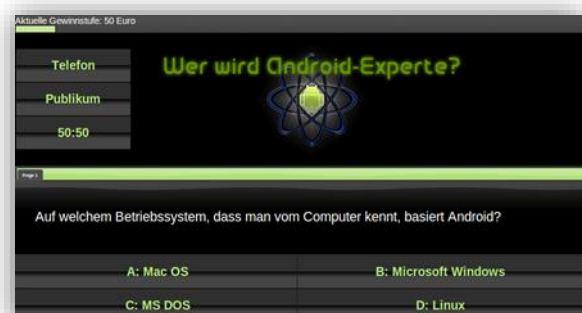 Aktuelle Gewinnstufe: 50 Euro
Telefon
Wer wird Android-Experte?
Publikum
50:50
Frage 1
Auf welchem Betriebssystem, dass man vom Computer kennt, basiert Android?
A: Mac OS
B: Microsoft Windows
C: MS DOS
D: Linux